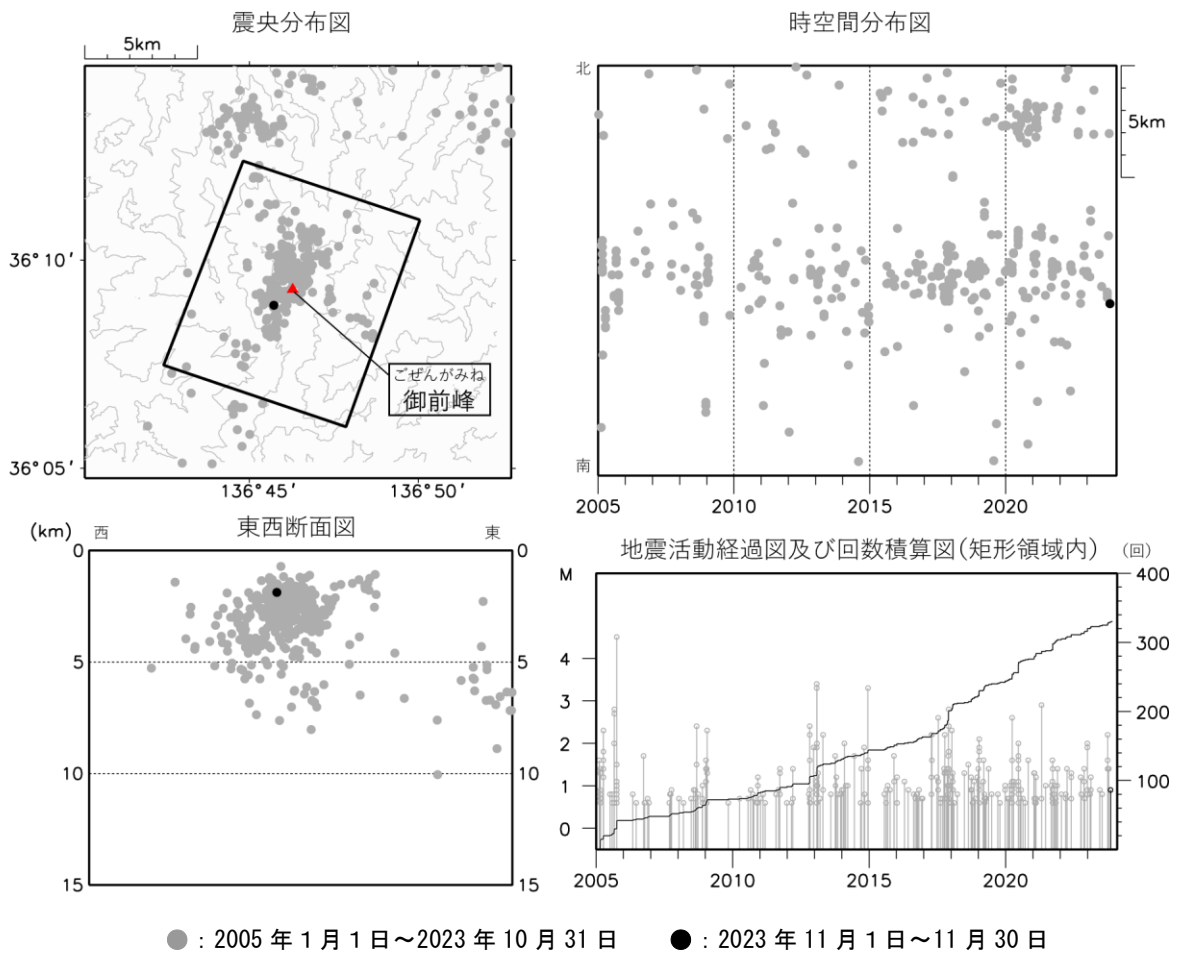 震央分布図
5km
36°10′
36°05′
136°45′
136°50′
ごぜんがみね
御前峰
時空間分布図
北
南
5km
2005
2010
2015
2020
東西断面図
(km)
西
東
0
5
10
15
0
5
10
15
地震活動経過図及び回数積算図(矩形領域内)
(回)
M
4
3
2
1
0
400
300
200
100
2005
2010
2015
2020
：2005 年 1 月 1 日～2023 年 10 月 31 日
：2023 年 11 月 1 日～11 月 30 日